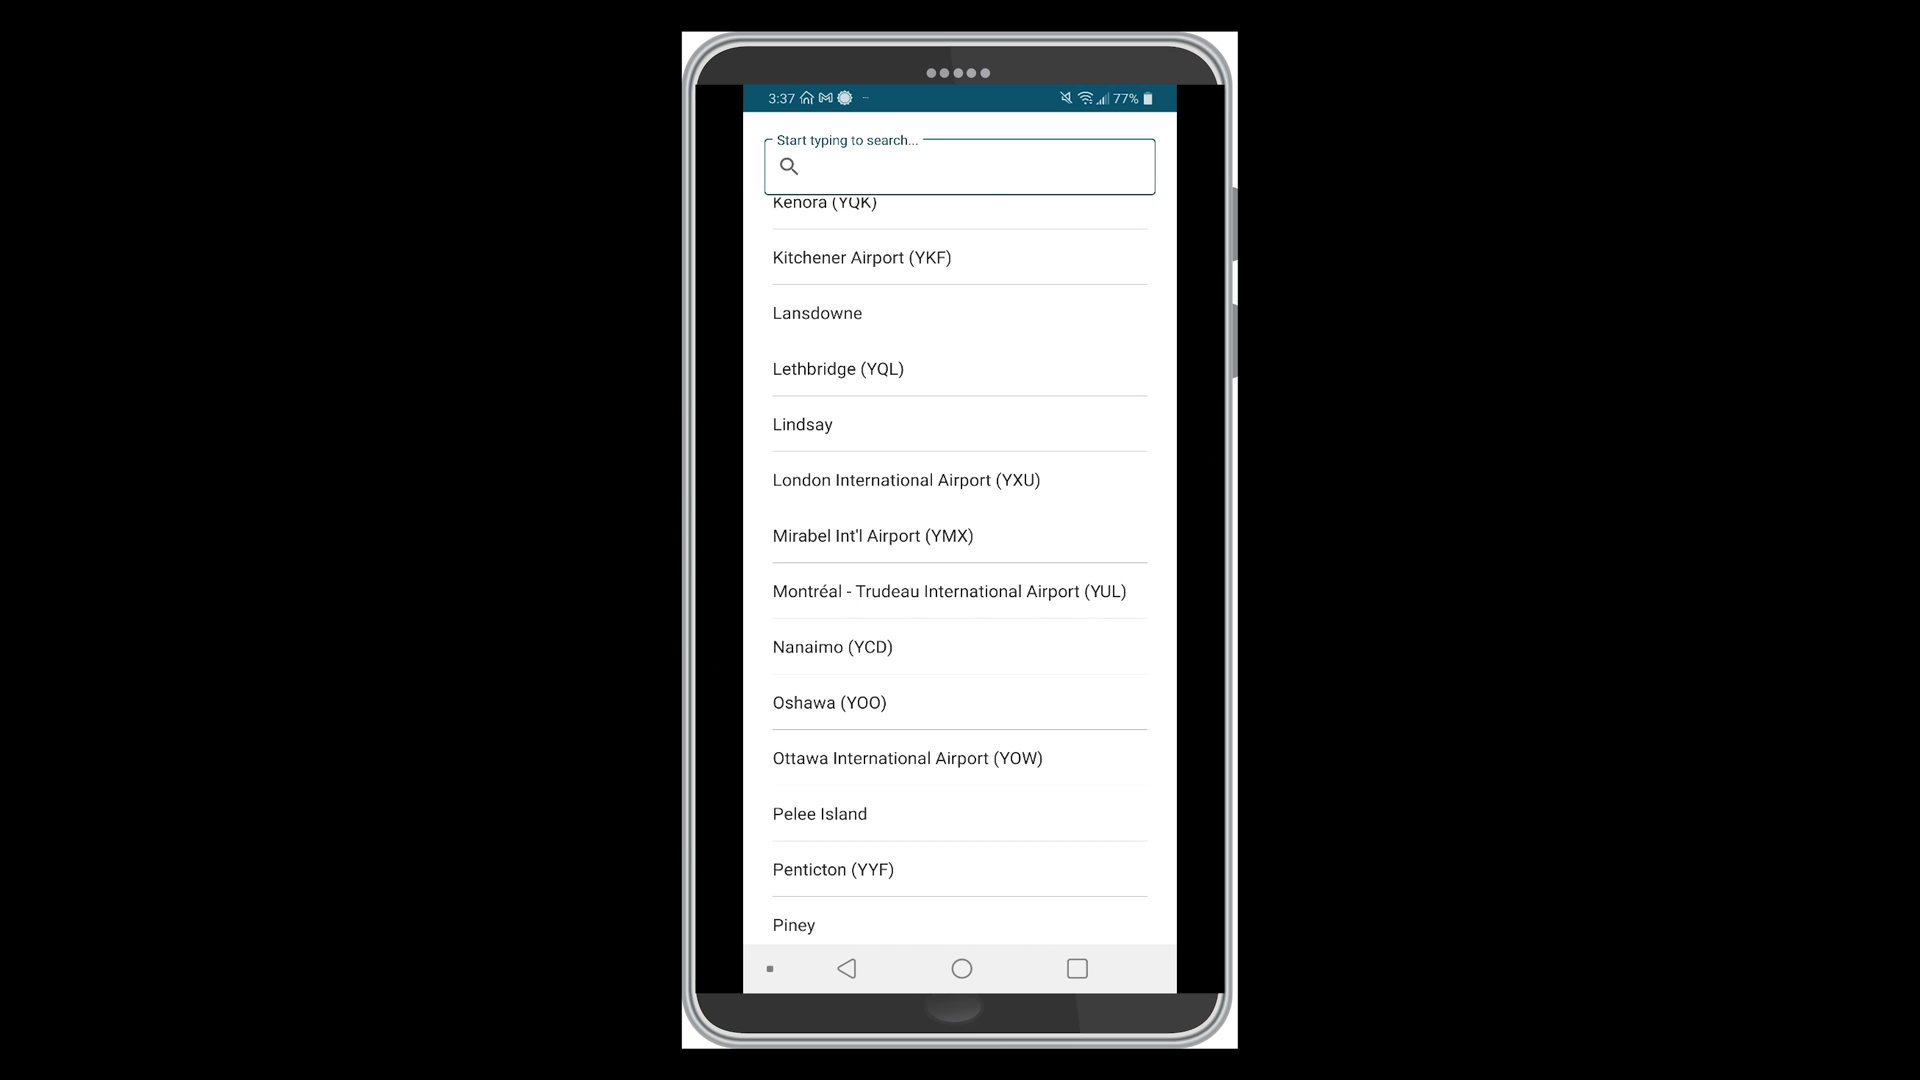 3:37
77%
Start typing to search...
Kenora (YQK)
Kitchener Airport (YKF)
Lansdowne
Lethbridge (YQL)
Lindsay
London International Airport (YXU)
Mirabel Int'l Airport (YMX)
Montréal - Trudeau International Airport (YUL)
Nanaimo (YCD)
Oshawa (YOO)
Ottawa International Airport (YOW)
Pelee Island
Penticton (YYF)
Piney